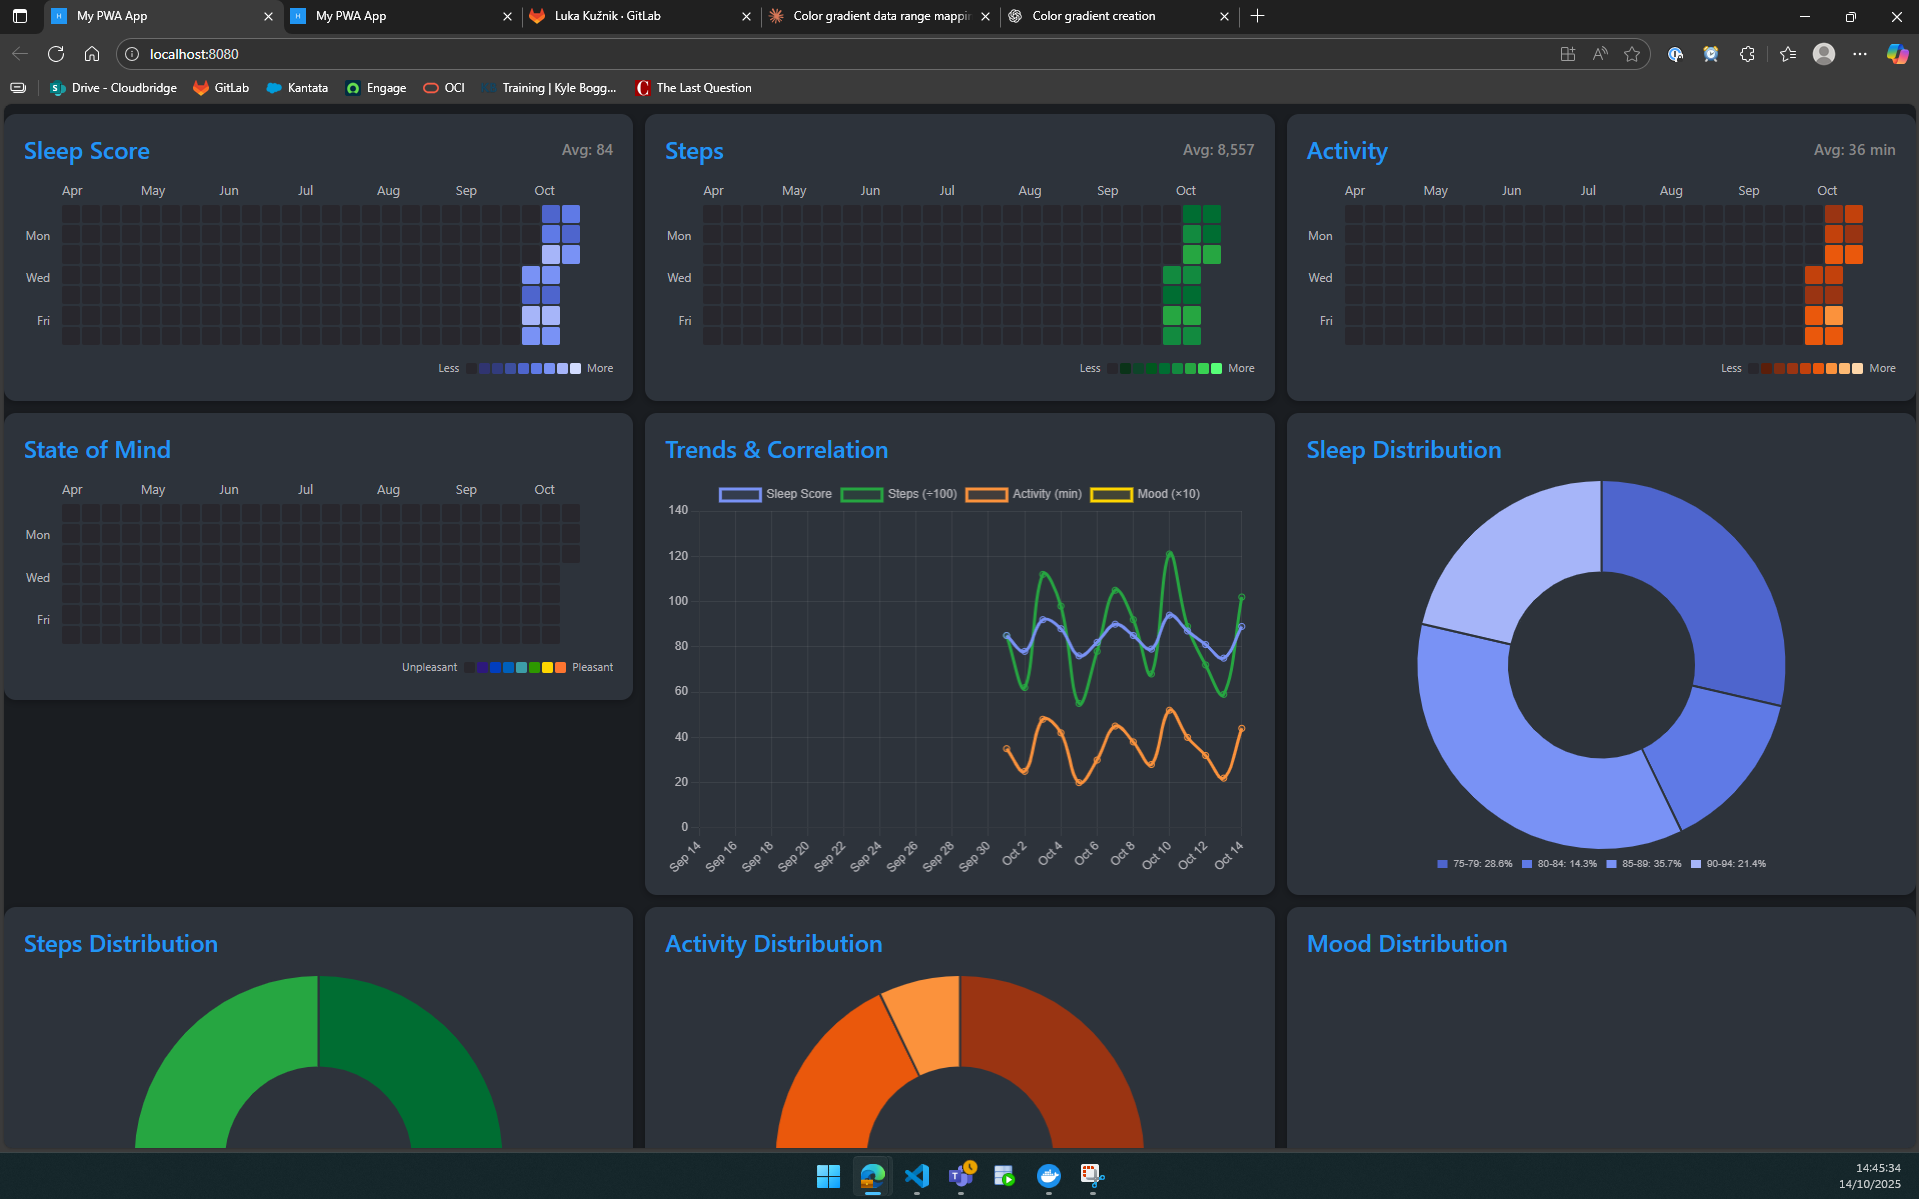 My PWA App
My PWA App
Luka Kužnik · GitLab
Color gradient data range mappin
Color gradient creation
localhost:8080
Drive - Cloudbridge
GitLab
Kantata
Engage
OCI
Training | Kyle Bogg...
The Last Question
Sleep Score
Avg: 84
Apr May Jun Jul Aug Sep Oct
Mon
Wed
Fri
Less More
Steps
Avg: 8,557
Apr May Jun Jul Aug Sep Oct
Mon
Wed
Fri
Less More
Activity
Avg: 36 min
Apr May Jun Jul Aug Sep Oct
Mon
Wed
Fri
Less More
State of Mind
Apr May Jun Jul Aug Sep Oct
Mon
Wed
Fri
Unpleasant Pleasant
Trends & Correlation
Sleep Score Steps (÷100) Activity (min) Mood (×10)
140
120
100
80
60
40
20
0
Sep 14 Sep 16 Sep 18 Sep 20 Sep 22 Sep 24 Sep 26 Sep 28 Sep 30 Oct 2 Oct 4 Oct 6 Oct 8 Oct 10 Oct 12 Oct 14
Sleep Distribution
75-79: 28.6% 80-84: 14.3% 85-89: 35.7% 90-94: 21.4%
Steps Distribution
Activity Distribution
Mood Distribution
14:45:34
14/10/2025